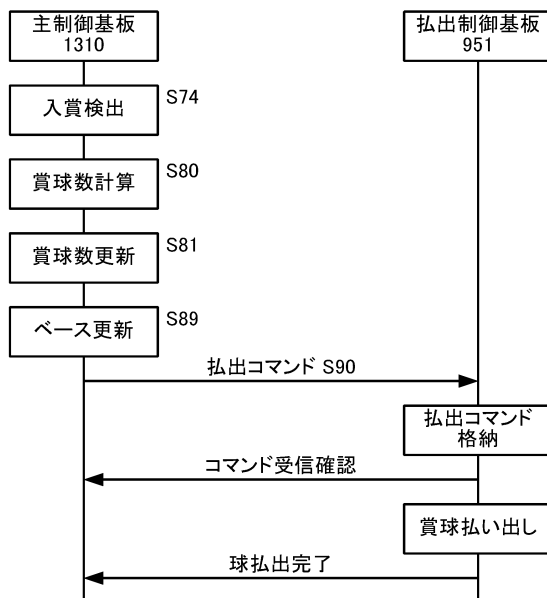 主制御基板
1310
払出制御基板
951
入賞検出
S74
賞球数計算
S80
賞球数更新
S81
ベース更新
S89
払出コマンド S90
払出コマンド
格納
コマンド受信確認
賞球払い出し
球払出完了